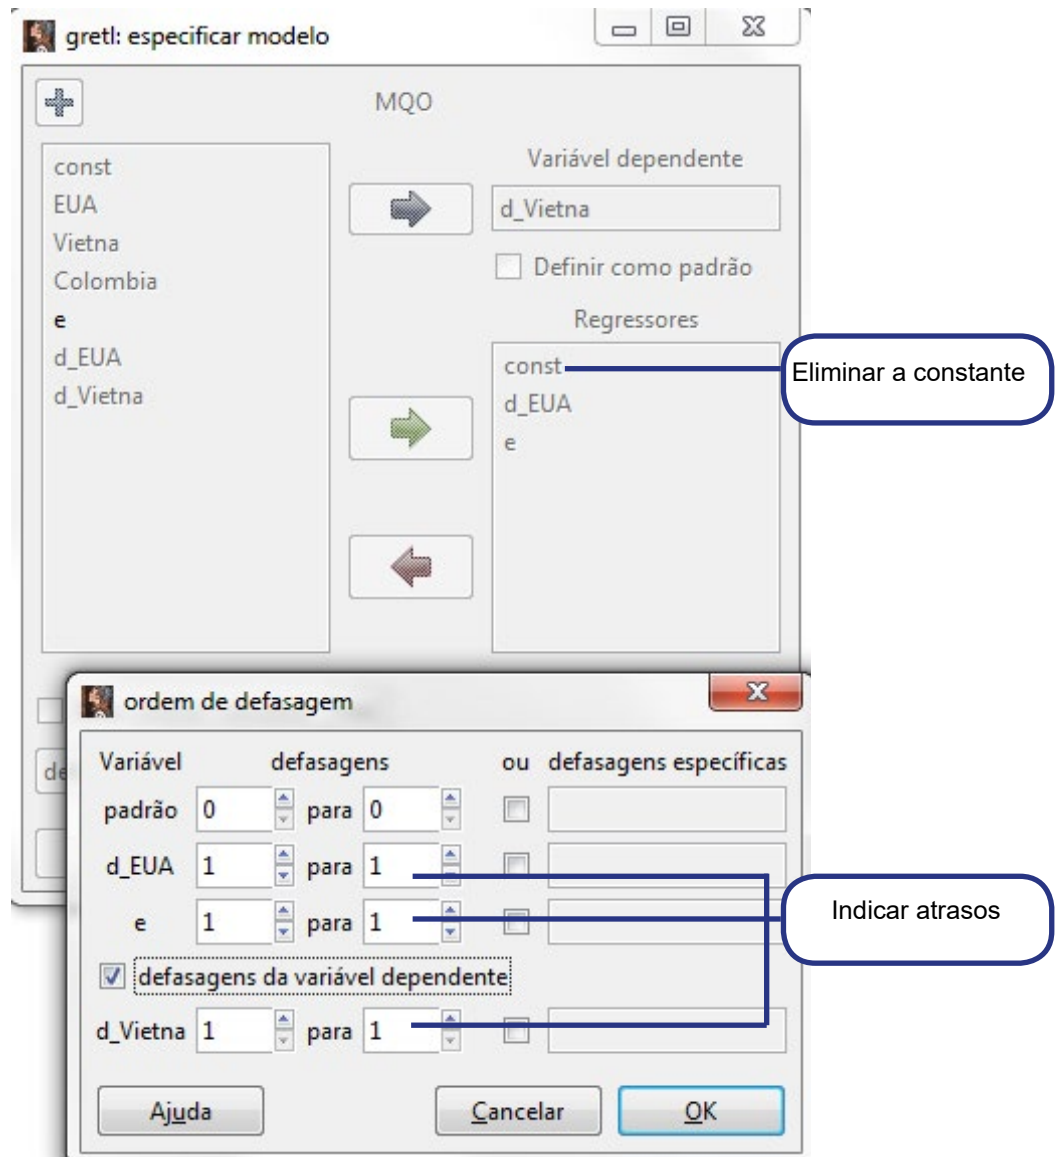 gretl: especificar modelo
MQO
const
EUA
Vietna
Colombia
e
d_EUA
d_Vietna
Variável dependente
d_Vietna
Definir como padrão
Regressores
const
d_EUA
e
Eliminar a constante
de
ordem de defasagem
Variável defasagens ou defasagens específicas
padrão 0 para 0
d_EUA 1 para 1
e 1 para 1
defasagens da variável dependente
d_Vietna 1 para 1
Indicar atrasos
Ajuda Cancelar OK